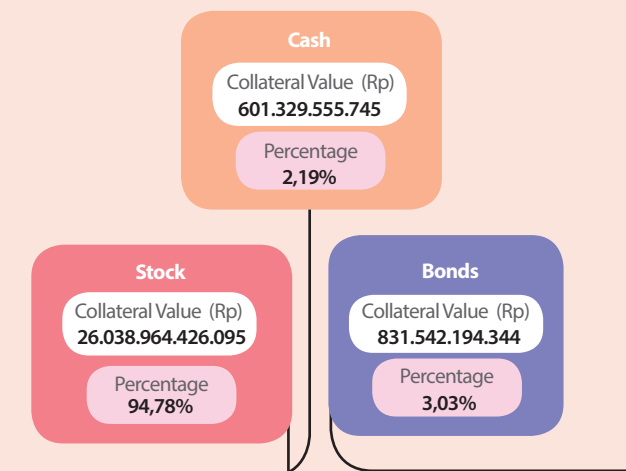 Cash
Collateral Value (Rp)
601.329.555.745
Percentage
2,19%
Stock
Collateral Value (Rp)
26.038.964.426.095
Percentage
94,78%
Bonds
Collateral Value (Rp)
831.542.194.344
Percentage
3,03%